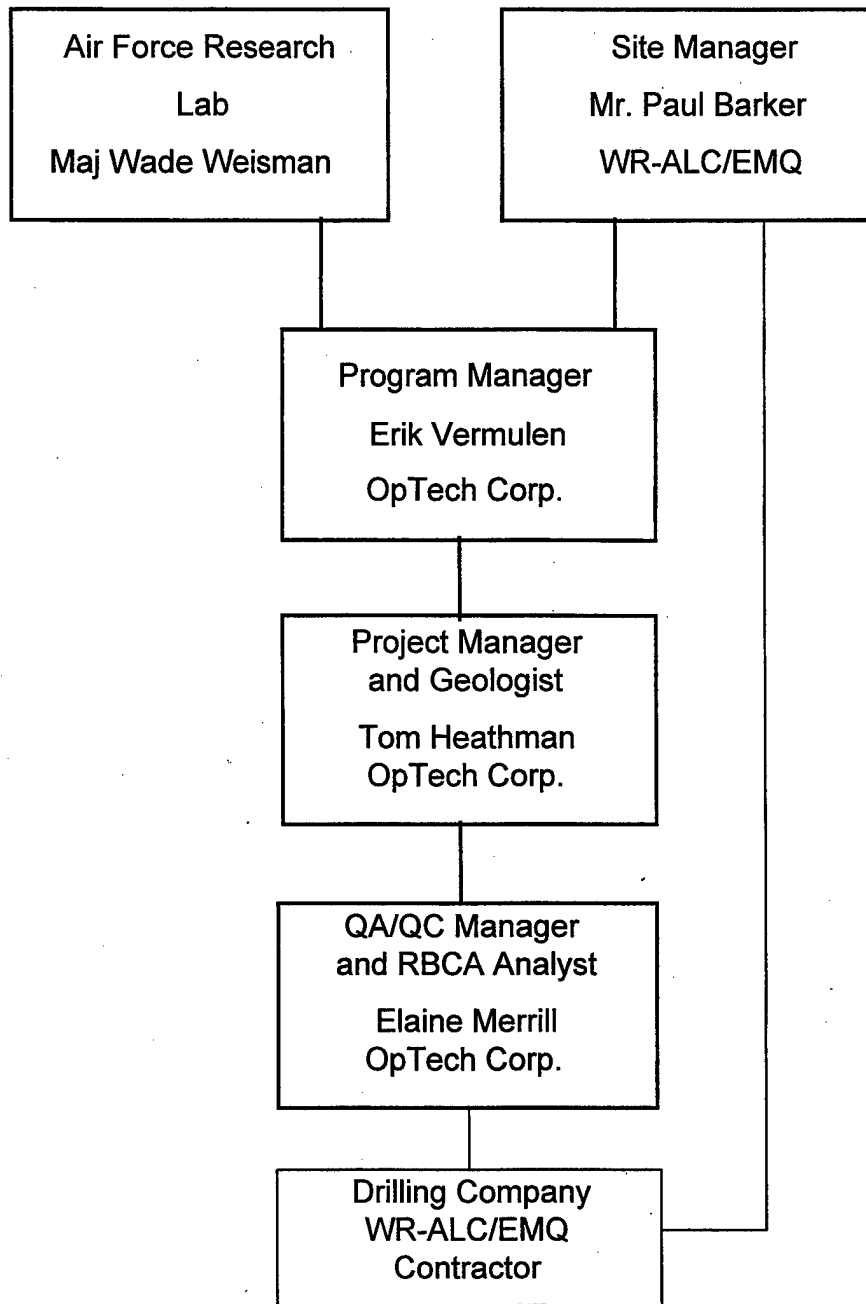 Air Force Research
Lab
Maj Wade Weisman
Site Manager
Mr. Paul Barker
WR-ALC/EMQ
Program Manager
Erik Vermulen
OpTech Corp.
Project Manager
and Geologist
Tom Heathman
OpTech Corp.
QA/QC Manager
and RBCA Analyst
Elaine Merrill
OpTech Corp.
Drilling Company
WR-ALC/EMQ
Contractor